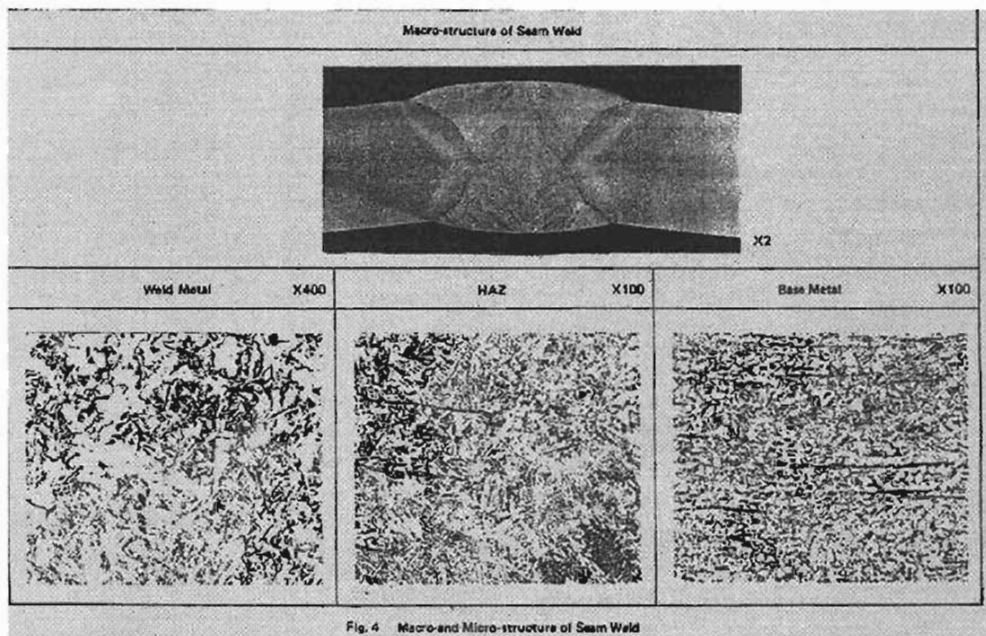 Macro-structure of Seam Weld
X2
Weld Metal X400
HAZ X100
Base Metal X100
Fig. 4 Macro-and Micro-structure of Seam Weld